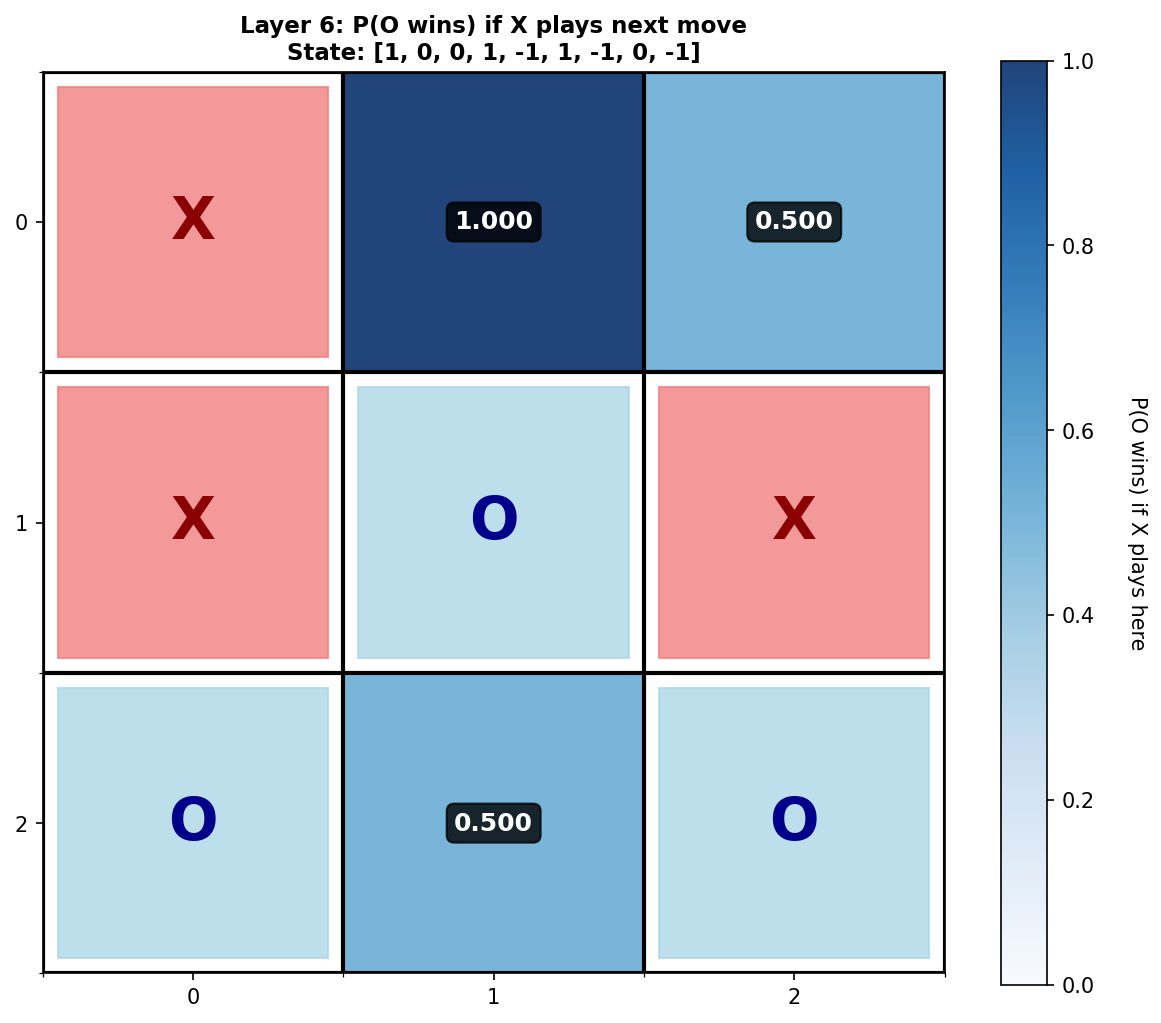 Layer 6: P(O wins) if X plays next move
State: [1, 0, 0, 1, -1, 1, -1, 0, -1]
X
1.000
0.500
X
O
X
O
0.500
O
0
1
2
0
1
2
1.0
0.8
0.6
0.4
0.2
0.0
P(O wins) if X plays here